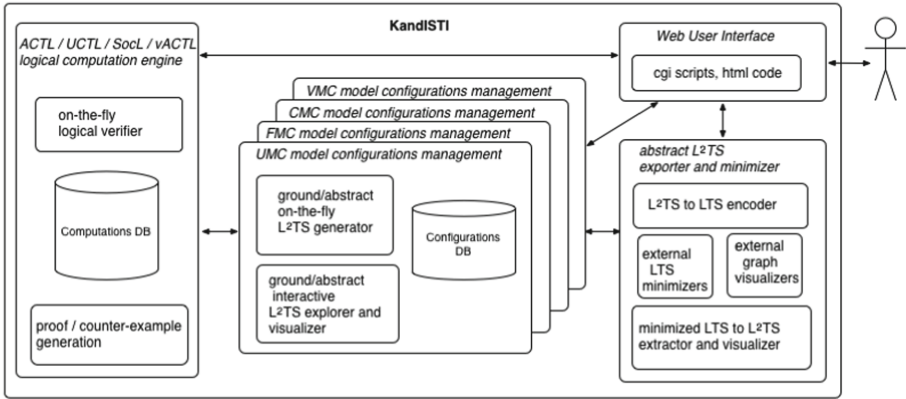 KandISTI
ACTL / UCTL / SocL / vACTL
logical computation engine
on-the-fly
logical verifier
Computations DB
proof / counter-example
generation
VMC model configurations management
CMC model configurations management
FMC model configurations management
UMC model configurations management
ground/abstract
on-the-fly
L2TS generator
ground/abstract
interactive
L2TS explorer and
visualizer
Configurations
DB
Web User Interface
cgi scripts, html code
abstract L2TS
exporter and minimizer
L2TS to LTS encoder
external
LTS
minimizers
external
graph
visualizers
minimized LTS to L2TS
extractor and visualizer